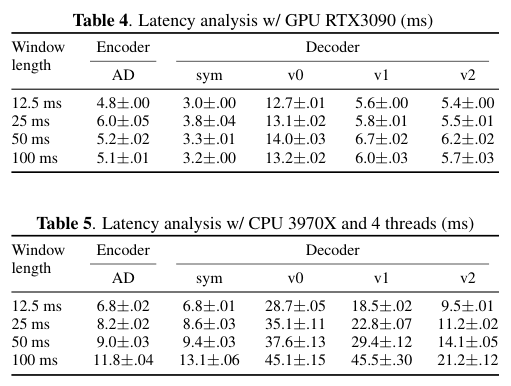 Table 4. Latency analysis w/ GPU RTX3090 (ms)
Window length Encoder Decoder
AD sym v0 v1 v2
12.5 ms 4.8±.00 3.0±.00 12.7±.01 5.6±.00 5.4±.00
25 ms 6.0±.05 3.8±.04 13.1±.02 5.8±.01 5.5±.01
50 ms 5.2±.02 3.3±.01 14.0±.03 6.7±.02 6.2±.02
100 ms 5.1±.01 3.2±.00 13.2±.02 6.0±.03 5.7±.03
Table 5. Latency analysis w/ CPU 3970X and 4 threads (ms)
Window length Encoder Decoder
AD sym v0 v1 v2
12.5 ms 6.8±.02 6.8±.01 28.7±.05 18.5±.02 9.5±.01
25 ms 8.2±.02 8.6±.03 35.1±.11 22.8±.07 11.2±.02
50 ms 9.0±.03 9.4±.03 37.6±.13 29.4±.12 14.1±.05
100 ms 11.8±.04 13.1±.06 45.1±.15 45.5±.30 21.2±.12